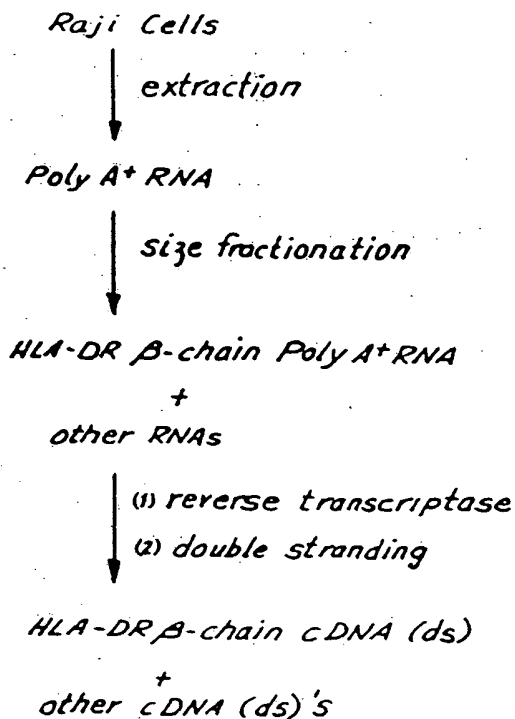 Raji Cells
extraction
Poly A+ RNA
size fractionation
HLA-DR β-chain Poly A+ RNA
+
other RNAs
(1) reverse transcriptase
(2) double stranding
HLA-DR β-chain cDNA (ds)
+
other cDNA (ds)'s